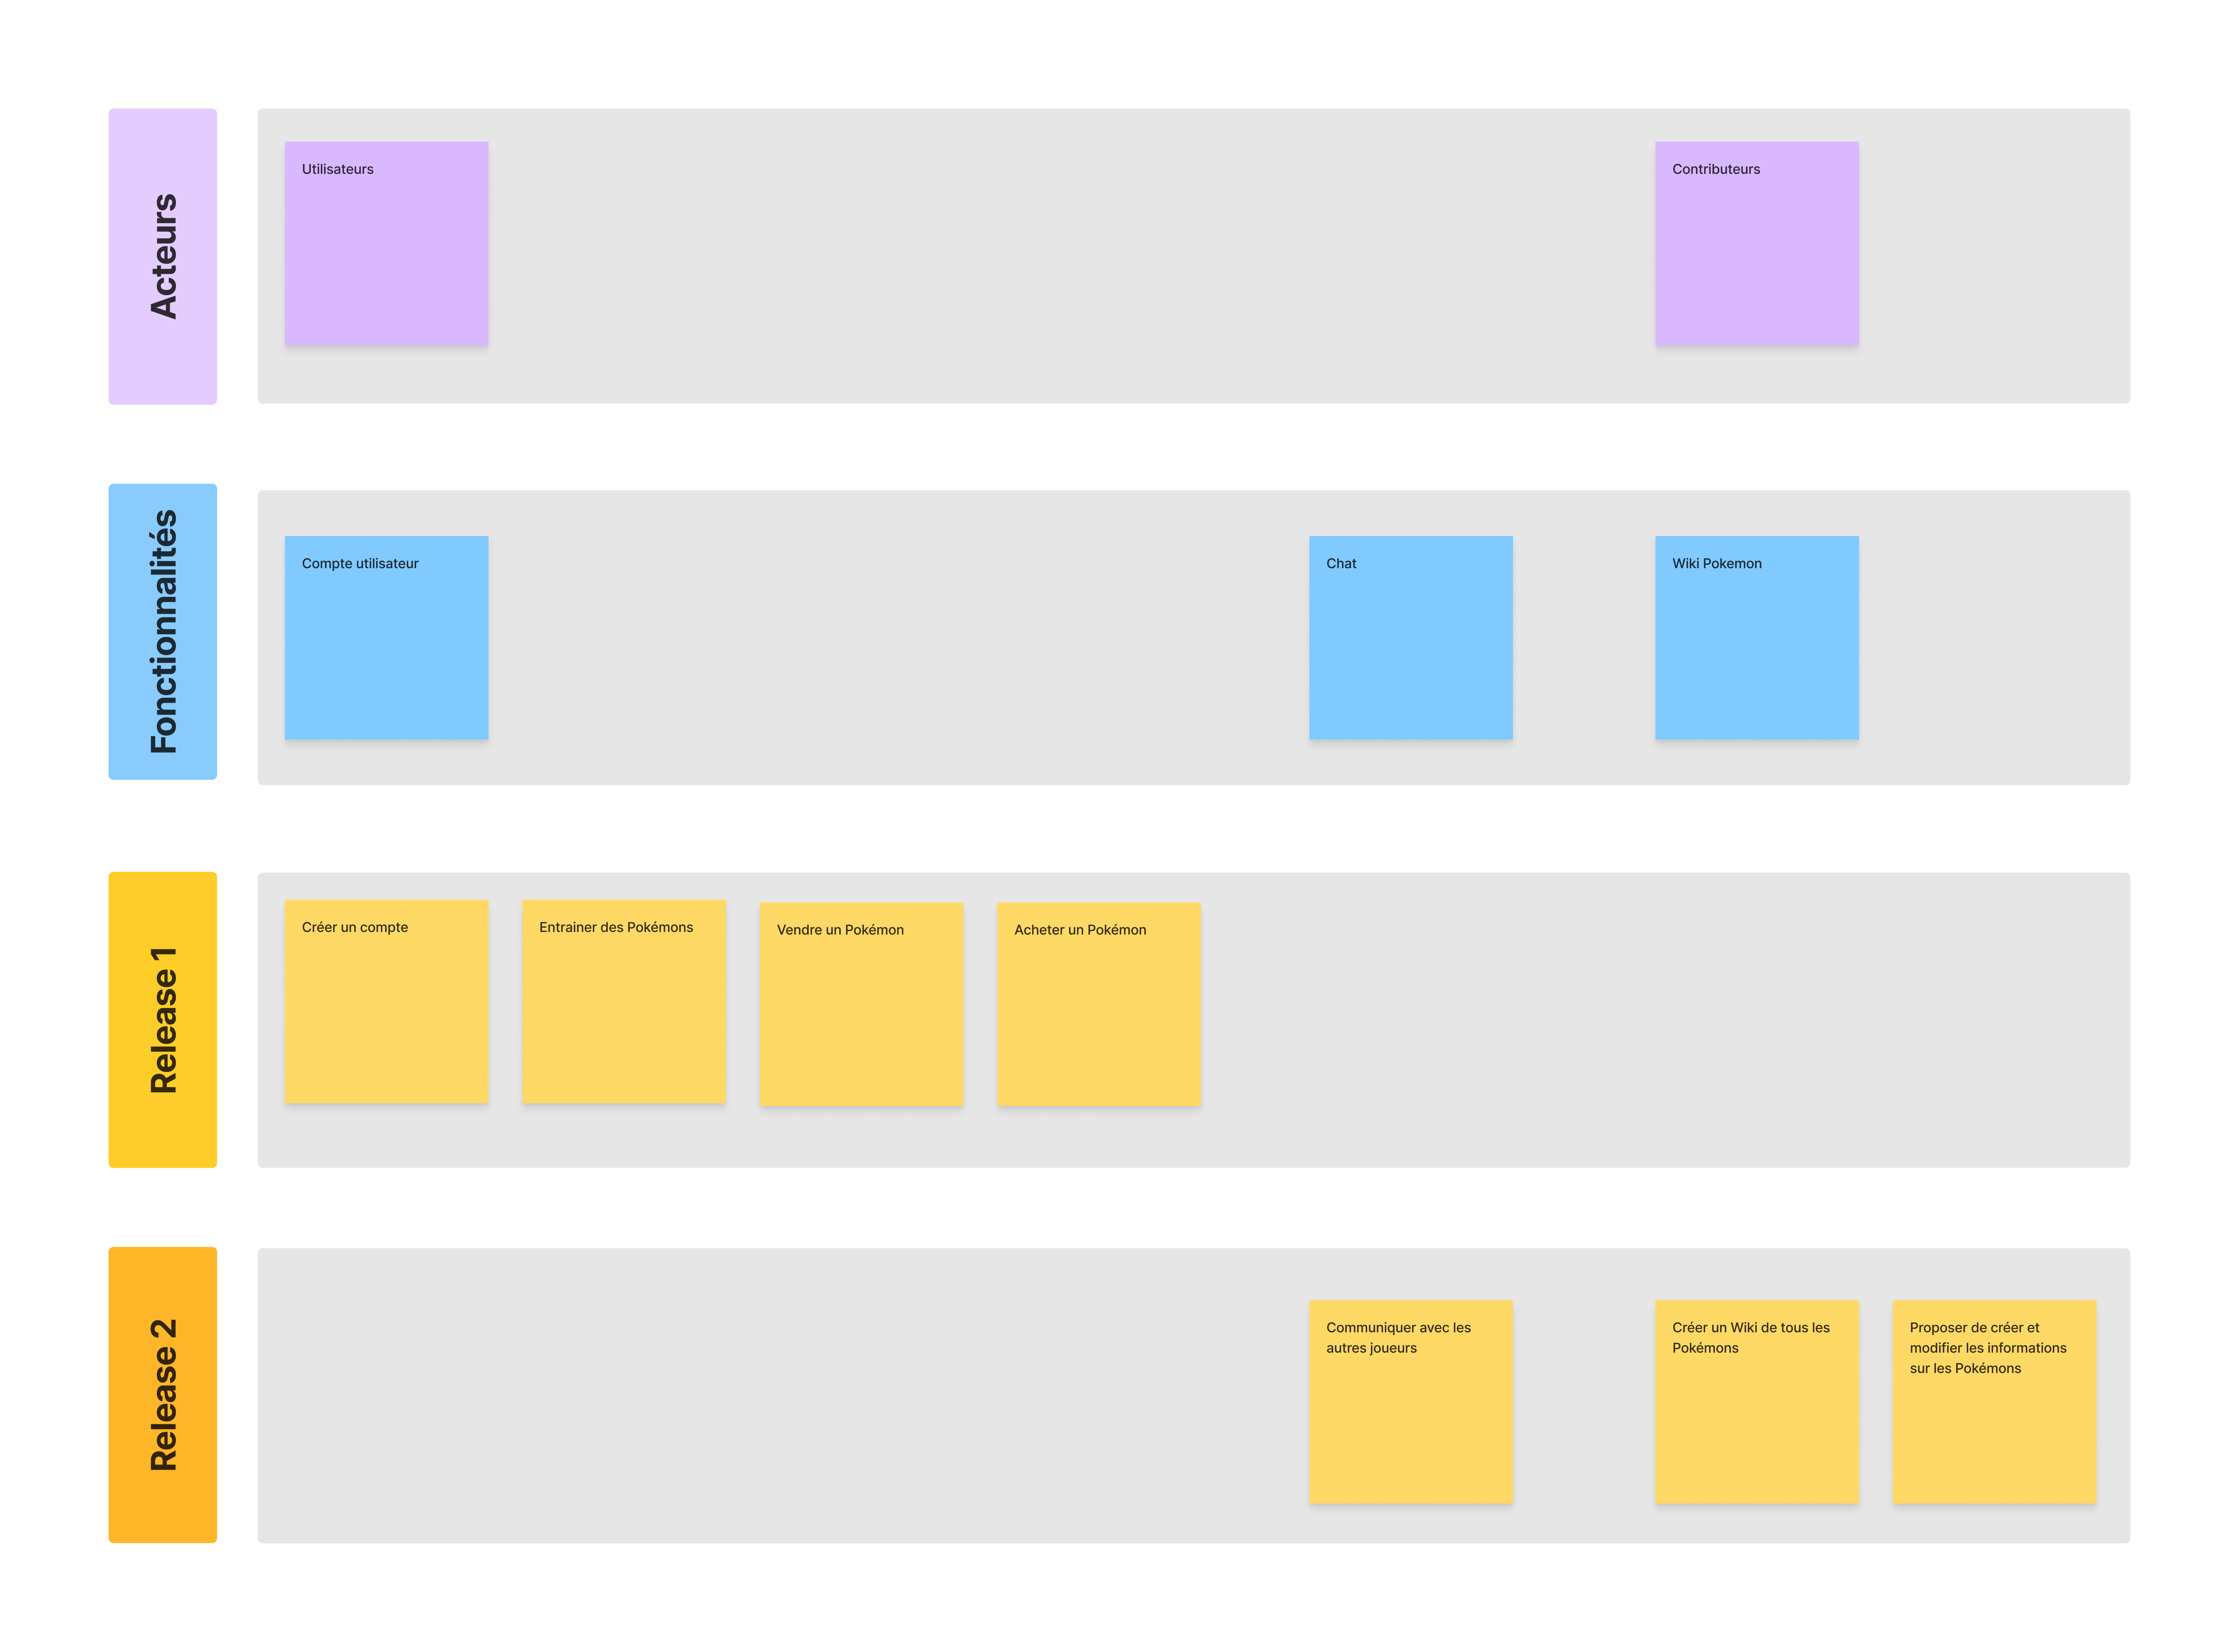 Acteurs
Utilisateurs
Contributeurs
Fonctionnalités
Compte utilisateur
Chat
Wiki Pokemon
Release 1
Créer un compte
Entrainer des Pokémons
Vendre un Pokémon
Acheter un Pokémon
Release 2
Communiquer avec les
autres joueurs
Créer un Wiki de tous les
Pokémons
Proposer de créer et
modifier les informations
sur les Pokémons